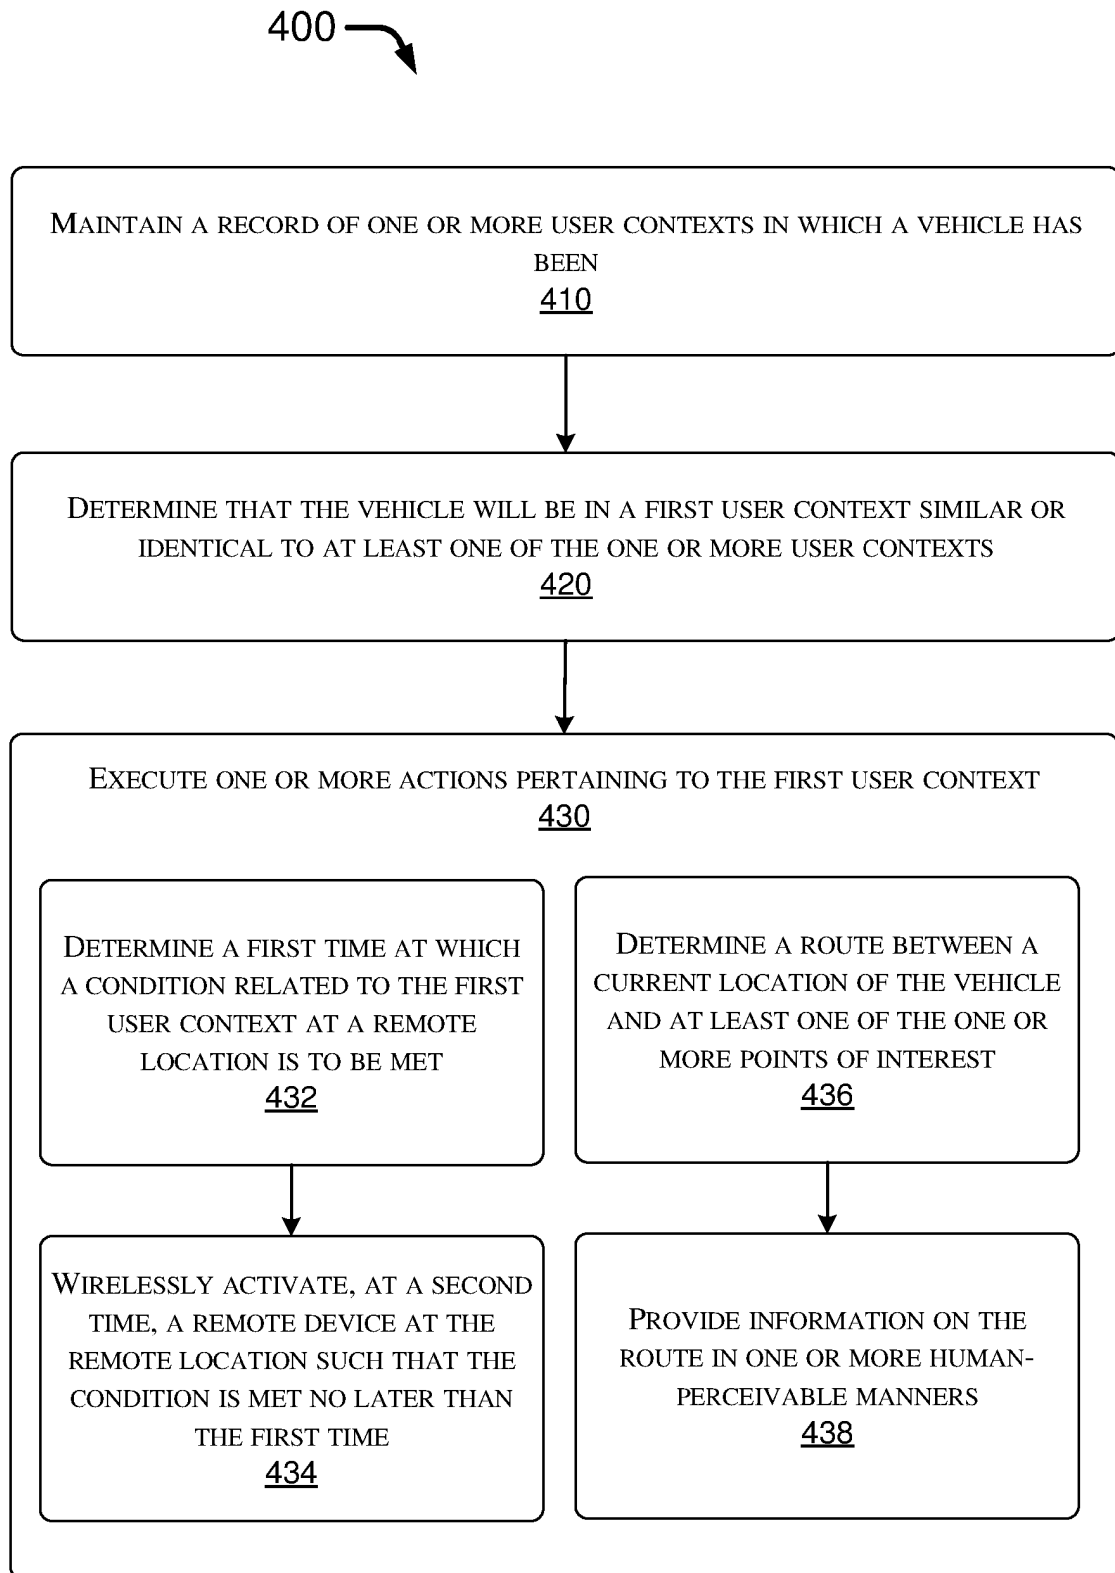 400
MAINTAIN A RECORD OF ONE OR MORE USER CONTEXTS IN WHICH A VEHICLE HAS
BEEN
410
DETERMINE THAT THE VEHICLE WILL BE IN A FIRST USER CONTEXT SIMILAR OR
IDENTICAL TO AT LEAST ONE OF THE ONE OR MORE USER CONTEXTS
420
EXECUTE ONE OR MORE ACTIONS PERTAINING TO THE FIRST USER CONTEXT
430
DETERMINE A FIRST TIME AT WHICH
A CONDITION RELATED TO THE FIRST
USER CONTEXT AT A REMOTE
LOCATION IS TO BE MET
432
WIRELESSLY ACTIVATE, AT A SECOND
TIME, A REMOTE DEVICE AT THE
REMOTE LOCATION SUCH THAT THE
CONDITION IS MET NO LATER THAN
THE FIRST TIME
434
DETERMINE A ROUTE BETWEEN A
CURRENT LOCATION OF THE VEHICLE
AND AT LEAST ONE OF THE ONE OR
MORE POINTS OF INTEREST
436
PROVIDE INFORMATION ON THE
ROUTE IN ONE OR MORE HUMAN-
PERCEIVABLE MANNERS
438